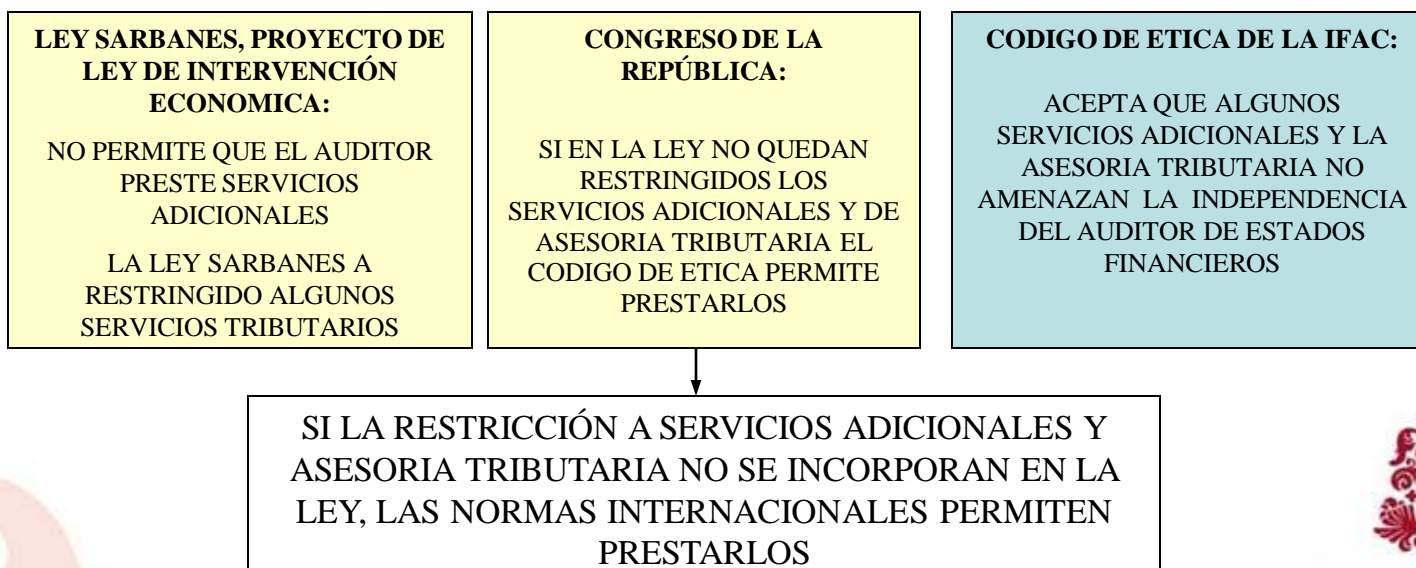 LEY SARBANES, PROYECTO DE
LEY DE INTERVENCIÓN
ECONOMICA:
NO PERMITE QUE EL AUDITOR
PRESTE SERVICIOS
ADICIONALES
LA LEY SARBANES A
RESTRINGIDO ALGUNOS
SERVICIOS TRIBUTARIOS
CONGRESO DE LA
REPÚBLICA:
SI EN LA LEY NO QUEDAN
RESTRINGIDOS LOS
SERVICIOS ADICIONALES Y DE
ASESORIA TRIBUTARIA EL
CODIGO DE ETICA PERMITE
PRESTARLOS
CODIGO DE ETICA DE LA IFAC:
ACEPTA QUE ALGUNOS
SERVICIOS ADICIONALES Y LA
ASESORIA TRIBUTARIA NO
AMENAZAN LA INDEPENDENCIA
DEL AUDITOR DE ESTADOS
FINANCIEROS
SI LA RESTRICCIÓN A SERVICIOS ADICIONALES Y
ASESORIA TRIBUTARIA NO SE INCORPORAN EN LA
LEY, LAS NORMAS INTERNACIONALES PERMITEN
PRESTARLOS